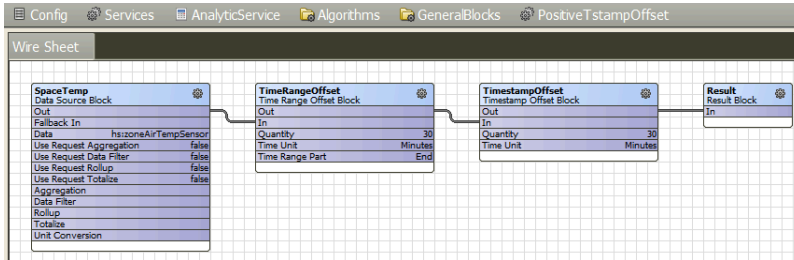 Config Services AnalyticService Algorithms GeneralBlocks PositiveTstampOffset
Wire Sheet
SpaceTemp
Data Source Block
Out
Fallback In
Data hs:zoneAirTempSensor
Use Request Aggregation false
Use Request Data Filter false
Use Request Rollup false
Use Request Totalize false
Aggregation
Data Filter
Rollup
Totalize
Unit Conversion
TimeRangeOffset
Time Range Offset Block
Out
In
Quantity 30
Time Unit Minutes
Time Range Part End
TimestampOffset
Timestamp Offset Block
Out
In
Quantity 30
Time Unit Minutes
Result
Result Block
In